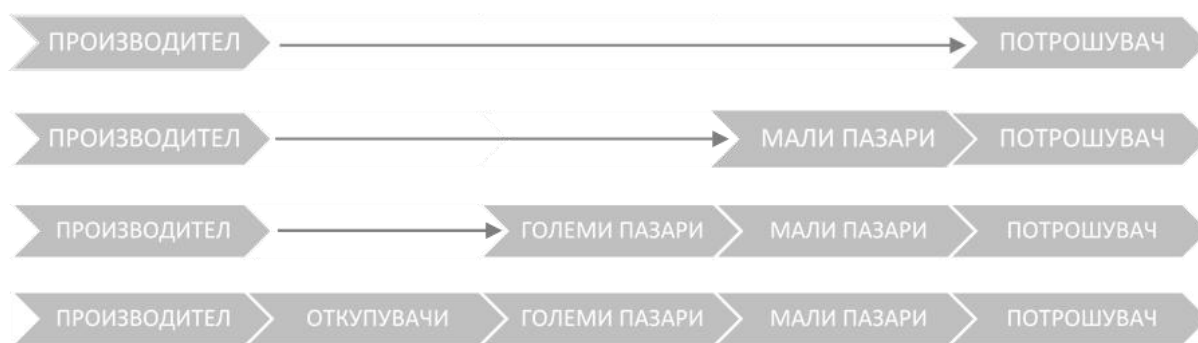 ПРОИЗВОДИТЕЛ ПОТРОШУВАЧ
ПРОИЗВОДИТЕЛ МАЛИ ПАЗАРИ ПОТРОШУВАЧ
ПРОИЗВОДИТЕЛ ГОЛЕМИ ПАЗАРИ МАЛИ ПАЗАРИ ПОТРОШУВАЧ
ПРОИЗВОДИТЕЛ ОТКУПУВАЧИ ГОЛЕМИ ПАЗАРИ МАЛИ ПАЗАРИ ПОТРОШУВАЧ